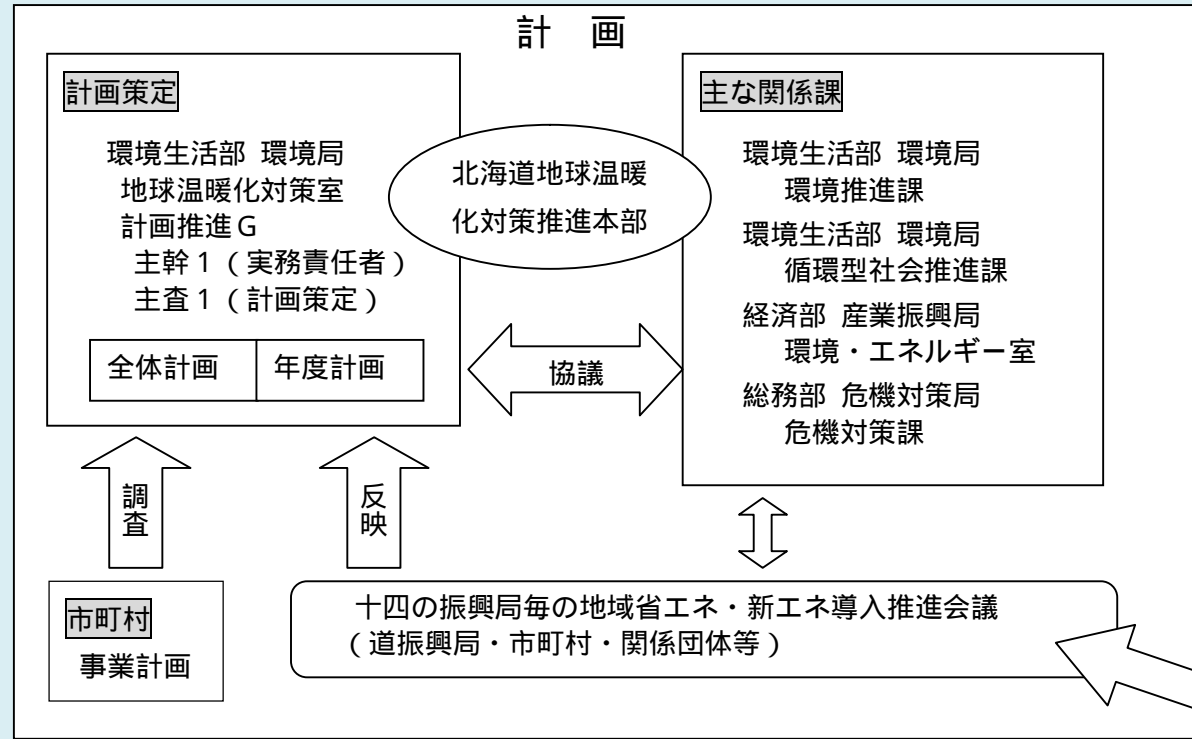 計　画
計画策定
環境生活部 環境局
地球温暖化対策室
計画推進Ｇ
主幹１（実務責任者）
主査１（計画策定）
全体計画
年度計画
北海道地球温暖
化対策推進本部
協議
主な関係課
環境生活部 環境局
環境推進課
環境生活部 環境局
循環型社会推進課
経済部 産業振興局
環境・エネルギー室
総務部 危機対策局
危機対策課
調査
反映
市町村
事業計画
十四の振興局毎の地域省エネ・新エネ導入推進会議
（道振興局・市町村・関係団体等）